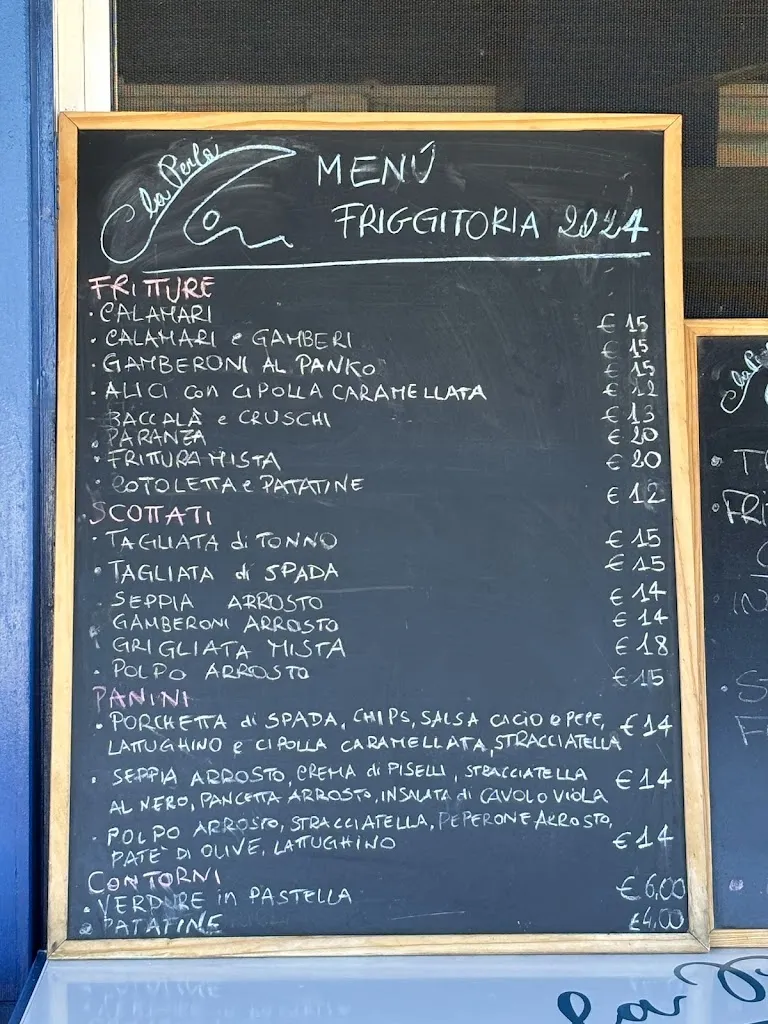 La Perla
MENÚ
FRIGGITORIA 2024
FRITTURE
· CALAMARI € 15
· CALAMARI e GAMBERI € 15
· GAMBERONI AL PANKO € 15
· ALICI con CIPOLLA CARAMELLATA € 12
· BACCALÀ e CRUSCHI € 13
· PARANZA € 20
· FRITTURA MISTA € 20
· COTOLETTA e PATATINE € 12
SCOTTATI
· TAGLIATA di TONNO € 15
· TAGLIATA di SPADA € 15
· SEPPIA ARROSTO € 14
· GAMBERONI ARROSTO € 14
· GRIGLIATA MISTA € 18
· POLPO ARROSTO € 15
PANINI
· PORCHETTA di SPADA, CHIPS, SALSA CACIO e PEPE, € 14
LATTUGHINO e CIPOLLA CARAMELLATA, STRACCIATELLA
· SEPPIA ARROSTO, CREMA di PISELLI, STRACCIATELLA € 14
AL NERO, PANCETTA ARROSTO, INSALATA di CAVOLO VIOLA
· POLPO ARROSTO, STRACCIATELLA, PEPERONE ARROSTO, € 14
PATE' DI OLIVE, LATTUGHINO
CONTORNI
· VERDURE in PASTELLA € 6,00
· PATATINE € 4,00
La